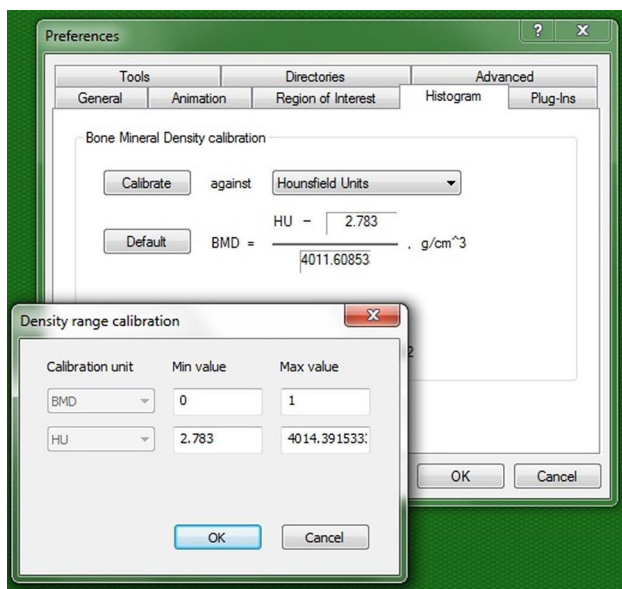 Preferences
?
X
Tools Directories Advanced
General Animation Region of Interest Histogram Plug-Ins
Bone Mineral Density calibration
Calibrate against Hounsfield Units
HU - 2.783
Default BMD = . g/cm^3
4011.60853
2
Density range calibration
X
Calibration unit Min value Max value
BMD 0 1
HU 2.783 4014.391533
OK Cancel
OK Cancel